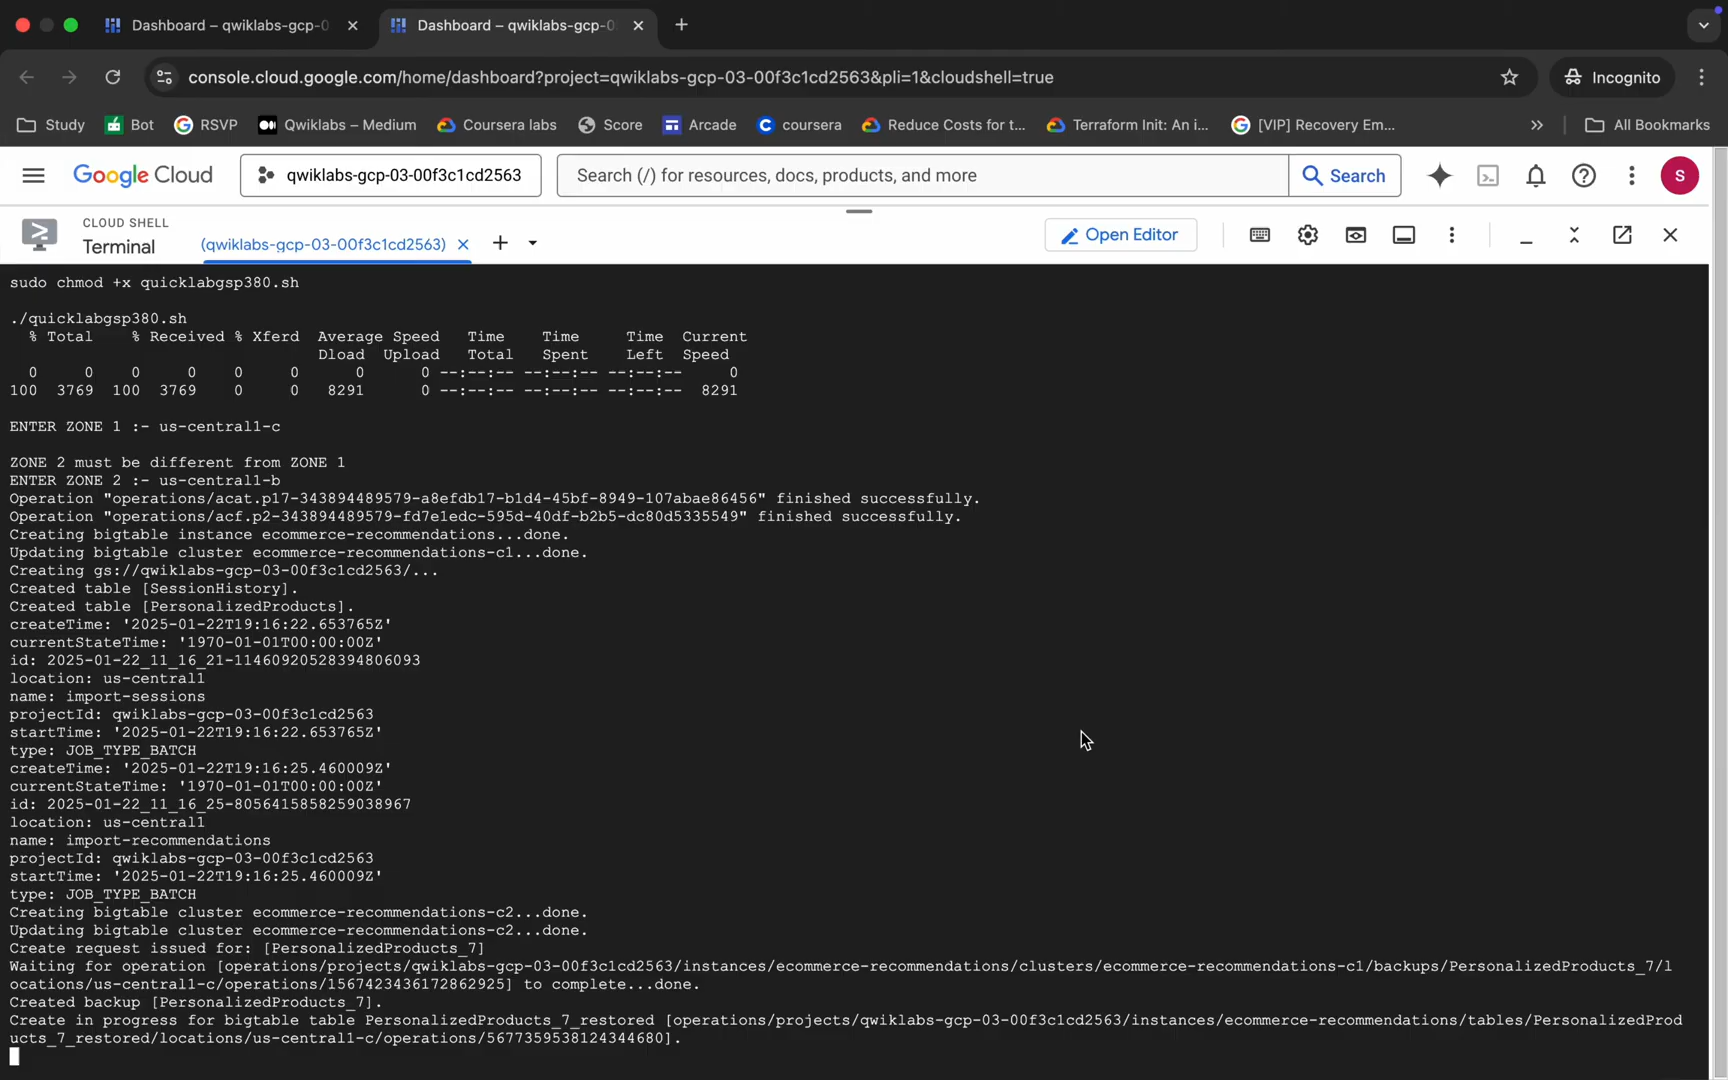 Dashboard – qwiklabs-gcp-0
Dashboard – qwiklabs-gcp-0
console.cloud.google.com/home/dashboard?project=qwiklabs-gcp-03-00f3c1cd2563&pli=1&cloudshell=true
Incognito
Study
Bot
RSVP
Qwiklabs – Medium
Coursera labs
Score
Arcade
coursera
Reduce Costs for t...
Terraform Init: An i...
[VIP] Recovery Em...
All Bookmarks
Google Cloud
qwiklabs-gcp-03-00f3c1cd2563
Search (/) for resources, docs, products, and more
Search
S
CLOUD SHELL
Terminal
(qwiklabs-gcp-03-00f3c1cd2563)
Open Editor
sudo chmod +x quicklabgsp380.sh
./quicklabgsp380.sh
% Total % Received % Xferd Average Speed Time Time Time Current
Dload Upload Total Spent Left Speed
0 0 0 0 0 0 0 0 --:--:-- --:--:-- --:--:-- 0
100 3769 100 3769 0 0 8291 0 --:--:-- --:--:-- --:--:-- 8291
ENTER ZONE 1 :- us-central1-c
ZONE 2 must be different from ZONE 1
ENTER ZONE 2 :- us-central1-b
Operation "operations/acat.p17-343894489579-a8efdb17-b1d4-45bf-8949-107abae86456" finished successfully.
Operation "operations/acf.p2-343894489579-fd7e1edc-595d-40df-b2b5-dc80d5335549" finished successfully.
Creating bigtable instance ecommerce-recommendations...done.
Updating bigtable cluster ecommerce-recommendations-c1...done.
Creating gs://qwiklabs-gcp-03-00f3c1cd2563/...
Created table [SessionHistory].
Created table [PersonalizedProducts].
createTime: '2025-01-22T19:16:22.653765Z'
currentStateTime: '1970-01-01T00:00:00Z'
id: 2025-01-22_11_16_21-11460920528394806093
location: us-central1
name: import-sessions
projectId: qwiklabs-gcp-03-00f3c1cd2563
startTime: '2025-01-22T19:16:22.653765Z'
type: JOB_TYPE_BATCH
createTime: '2025-01-22T19:16:25.460009Z'
currentStateTime: '1970-01-01T00:00:00Z'
id: 2025-01-22_11_16_25-8056415858259038967
location: us-central1
name: import-recommendations
projectId: qwiklabs-gcp-03-00f3c1cd2563
startTime: '2025-01-22T19:16:25.460009Z'
type: JOB_TYPE_BATCH
Creating bigtable cluster ecommerce-recommendations-c2...done.
Updating bigtable cluster ecommerce-recommendations-c2...done.
Create request issued for: [PersonalizedProducts_7]
Waiting for operation [operations/projects/qwiklabs-gcp-03-00f3c1cd2563/instances/ecommerce-recommendations/clusters/ecommerce-recommendations-c1/backups/PersonalizedProducts_7/l
ocations/us-central1-c/operations/1567423436172862925] to complete...done.
Created backup [PersonalizedProducts_7].
Create in progress for bigtable table PersonalizedProducts_7_restored [operations/projects/qwiklabs-gcp-03-00f3c1cd2563/instances/ecommerce-recommendations/tables/PersonalizedProd
ucts_7_restored/locations/us-central1-c/operations/5677359538124344680].